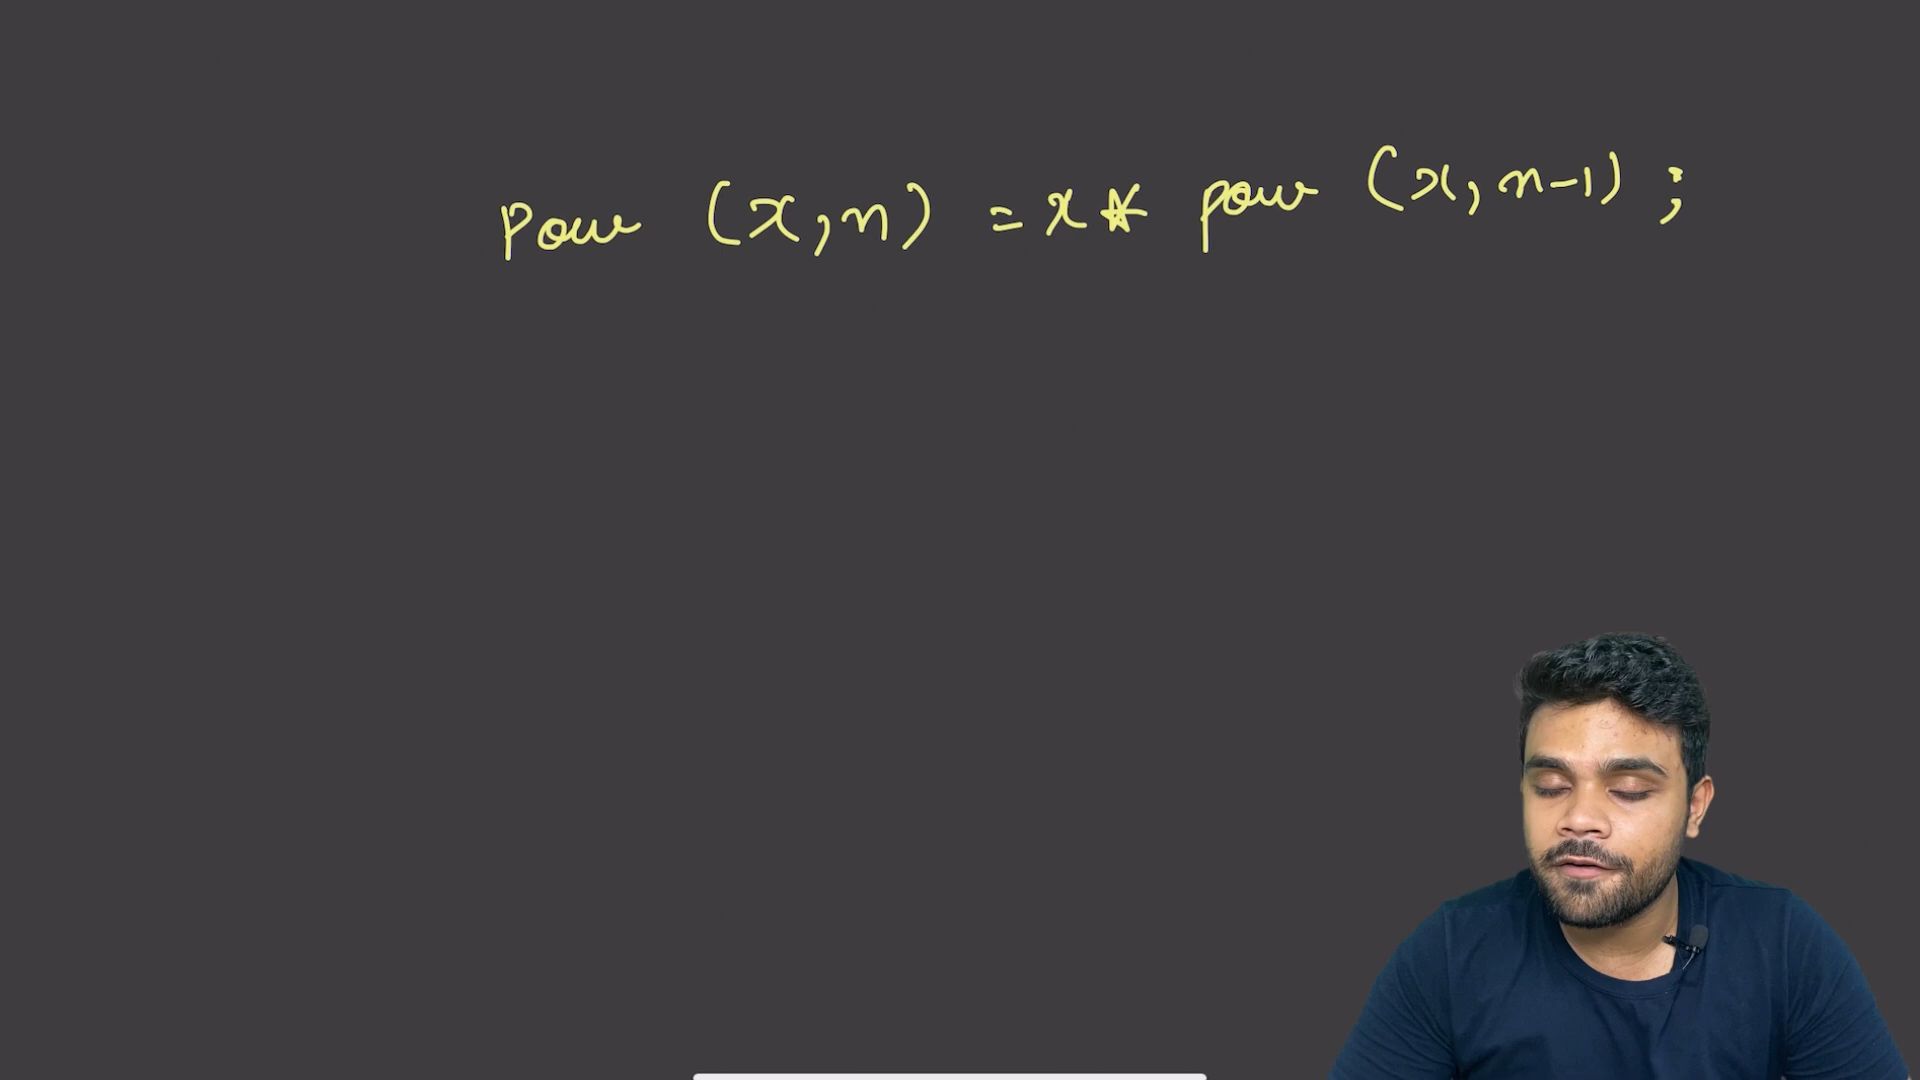 pow (x,n) = x * pow (x, n-1) ;